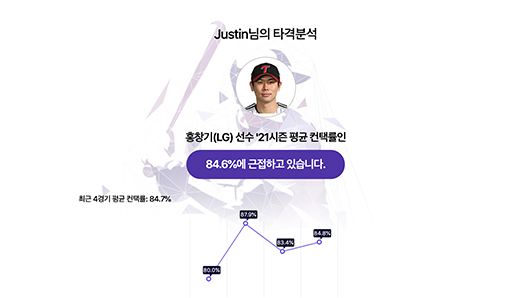 Justin님의 타격분석
홍창기(LG) 선수 '21시즌 평균 컨택률인
84.6%에 근접하고 있습니다.
최근 4경기 평균 컨택률: 84.7%
87.9%
84.8%
83.4%
80.0%